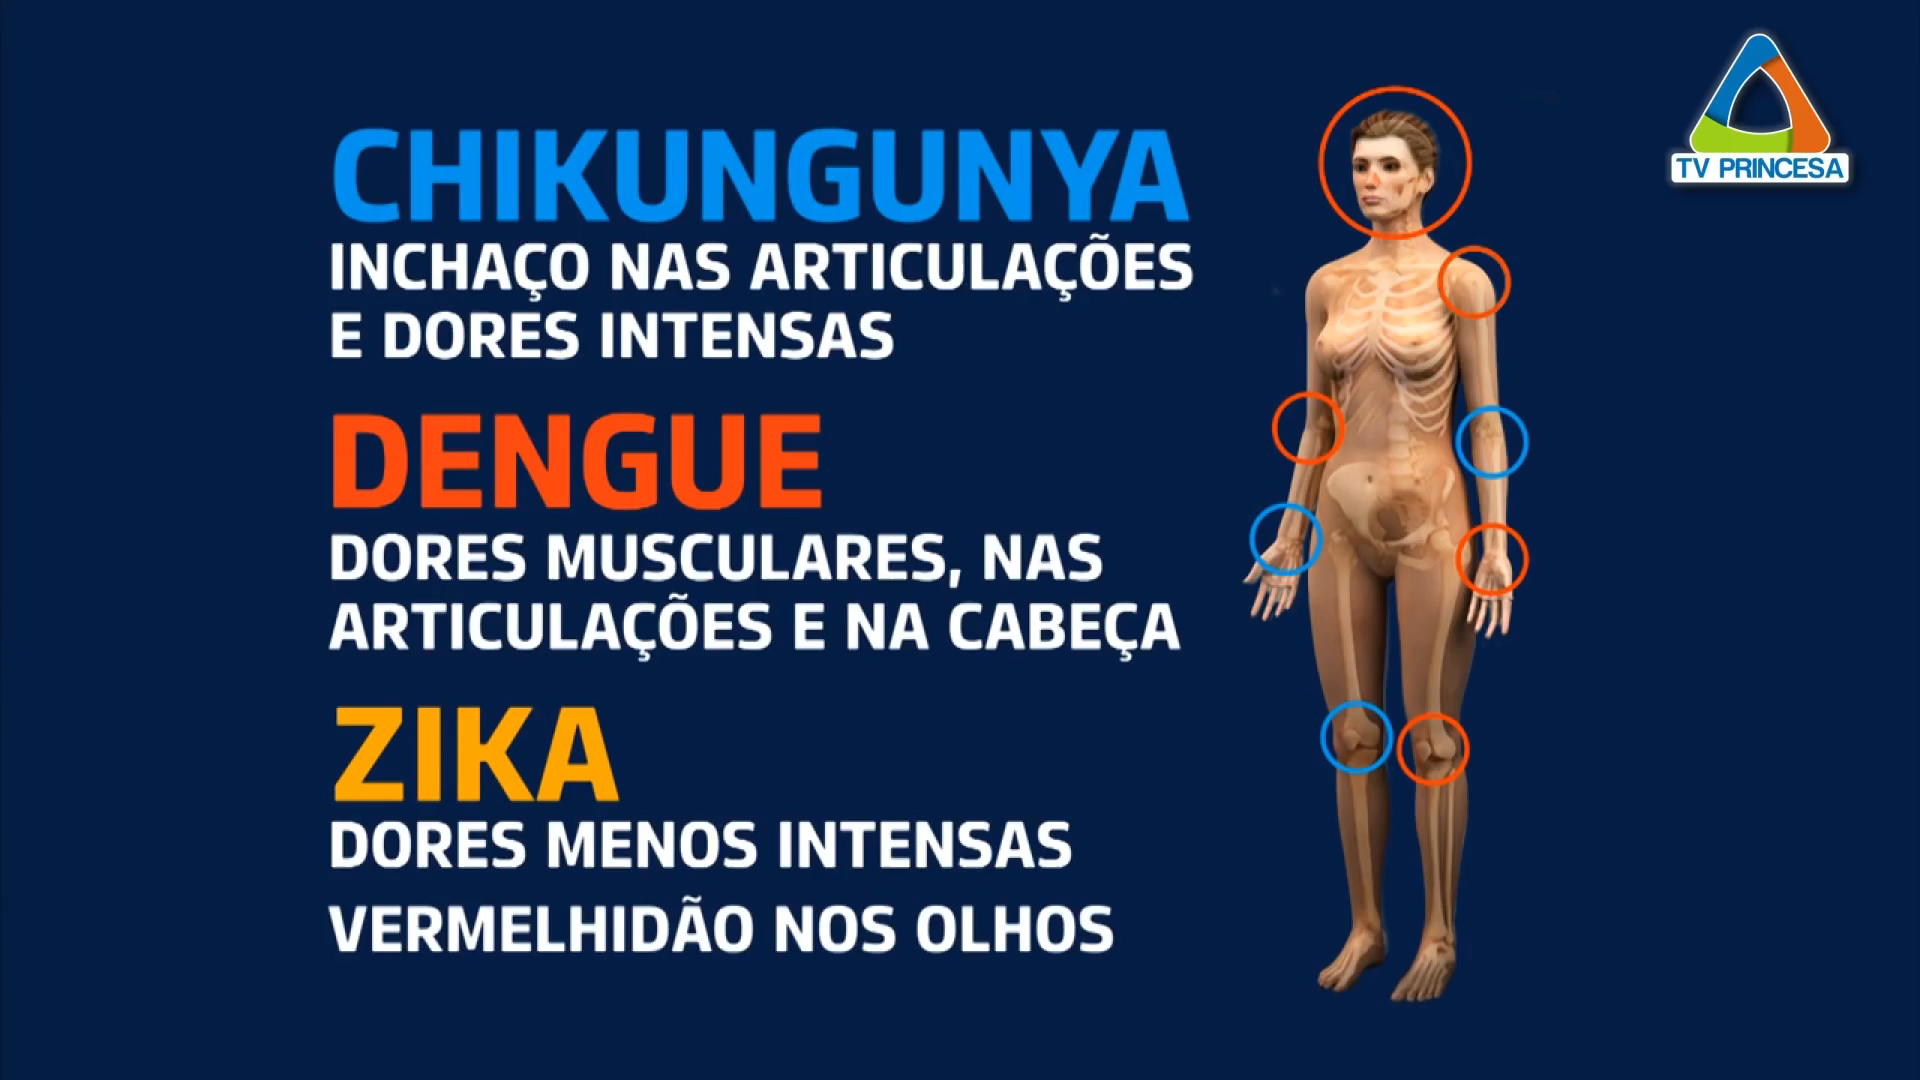 CHIKUNGUNYA
INCHAÇO NAS ARTICULAÇÕES
E DORES INTENSAS
DENGUE
DORES MUSCULARES, NAS
ARTICULAÇÕES E NA CABEÇA
ZIKA
DORES MENOS INTENSAS
VERMELHIDÃO NOS OLHOS
TV PRINCESA